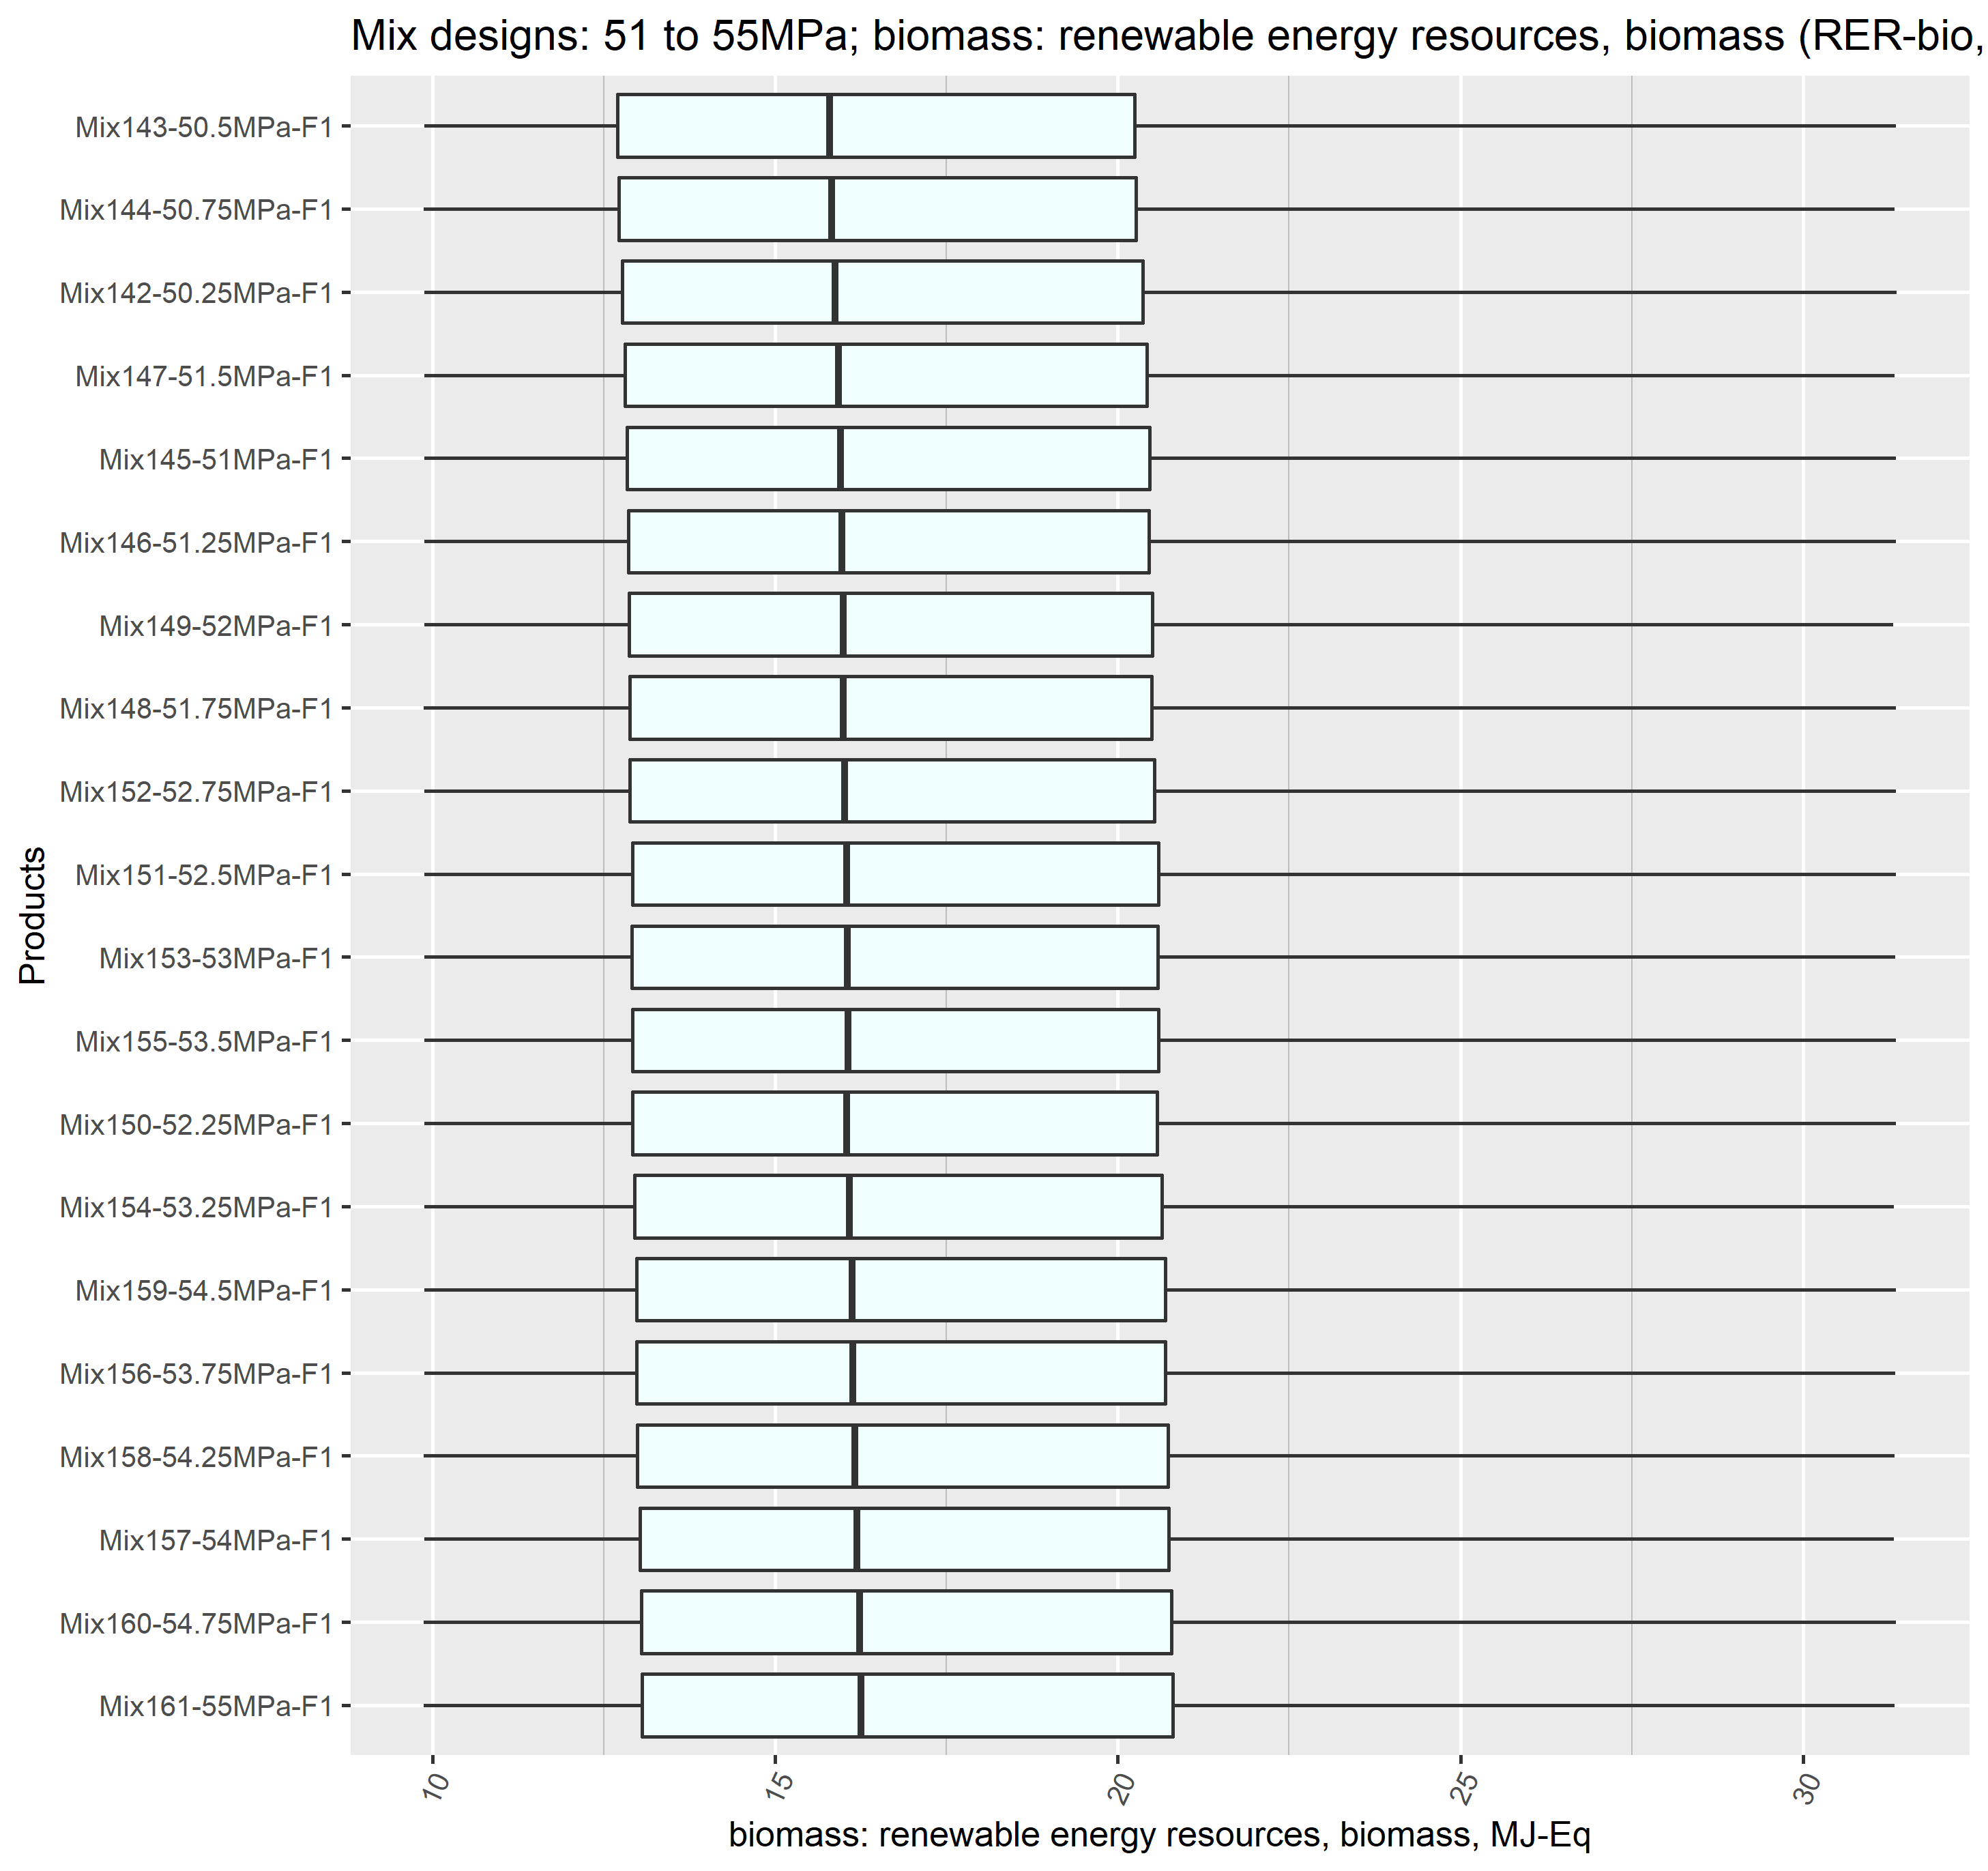 Mix designs: 51 to 55MPa; biomass: renewable energy resources, biomass (RER-bio,
Mix143-50.5MPa-F1
Mix144-50.75MPa-F1
Mix142-50.25MPa-F1
Mix147-51.5MPa-F1
Mix145-51MPa-F1
Mix146-51.25MPa-F1
Mix149-52MPa-F1
Mix148-51.75MPa-F1
Mix152-52.75MPa-F1
Mix151-52.5MPa-F1
Mix153-53MPa-F1
Mix155-53.5MPa-F1
Mix150-52.25MPa-F1
Mix154-53.25MPa-F1
Mix159-54.5MPa-F1
Mix156-53.75MPa-F1
Mix158-54.25MPa-F1
Mix157-54MPa-F1
Mix160-54.75MPa-F1
Mix161-55MPa-F1
Products
10 15 20 25 30
biomass: renewable energy resources, biomass, MJ-Eq